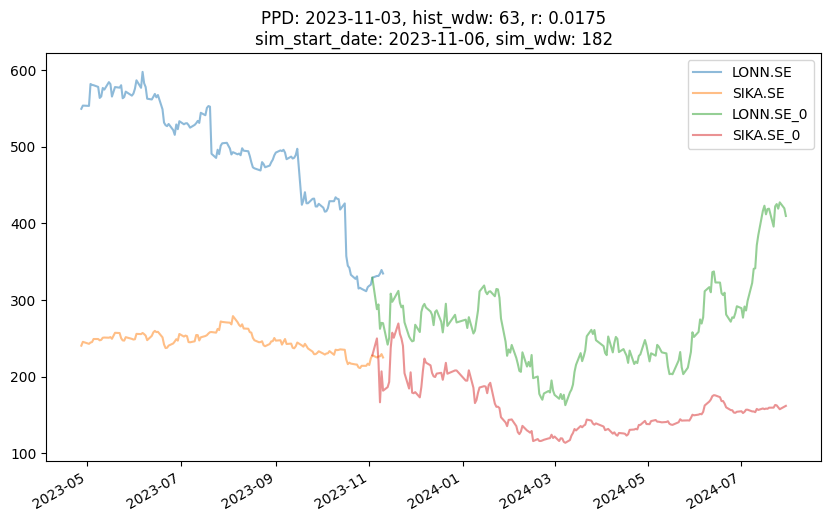 PPD: 2023-11-03, hist_wdw: 63, r: 0.0175
sim_start_date: 2023-11-06, sim_wdw: 182
LONN.SE
SIKA.SE
LONN.SE_0
SIKA.SE_0
600
500
400
300
200
100
2023-05
2023-07
2023-09
2023-11
2024-01
2024-03
2024-05
2024-07